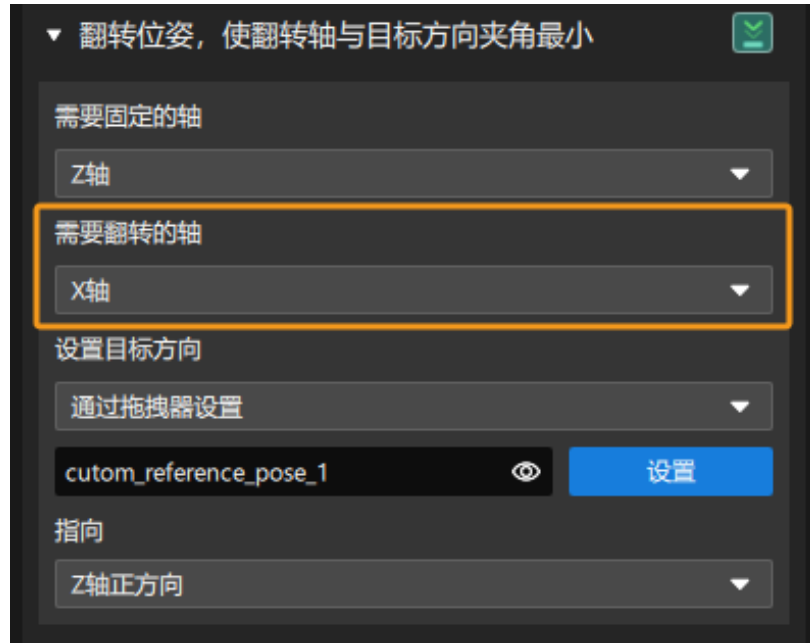 翻转位姿，使翻转轴与目标方向夹角最小
需要固定的轴
Z轴
需要翻转的轴
X轴
设置目标方向
通过拖拽器设置
cutom_reference_pose_1
设置
指向
Z轴正方向